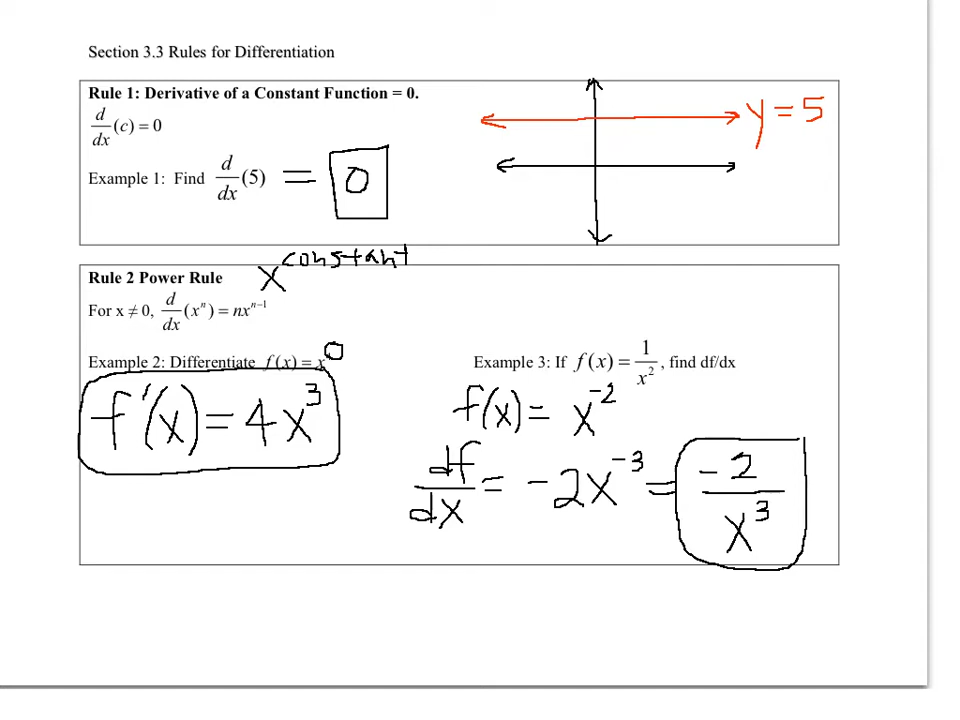 Section 3.3 Rules for Differentiation
Rule 1: Derivative of a Constant Function = 0.
d/dx (c) = 0
y = 5
Example 1: Find d/dx (5) = 0
x^constant
Rule 2 Power Rule
For x ≠ 0, d/dx (x^n) = nx^(n−1)
Example 2: Differentiate f(x) = x
f'(x) = 4x^3
Example 3: If f(x) = 1/x^2, find df/dx
f(x) = x^-2
df/dx = -2x^-3 = -2/x^3